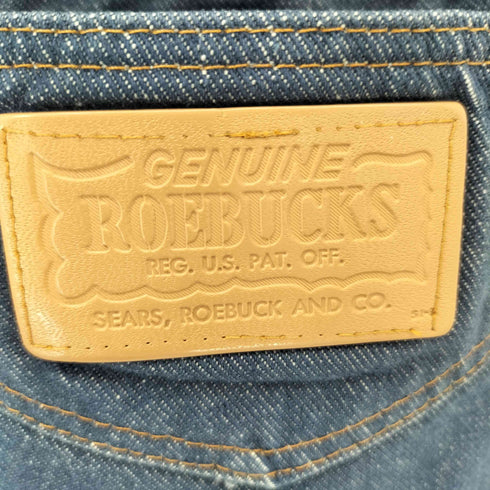 GENUINE
ROEBUCKS
REG. U.S. PAT. OFF.
SEARS, ROEBUCK AND CO.